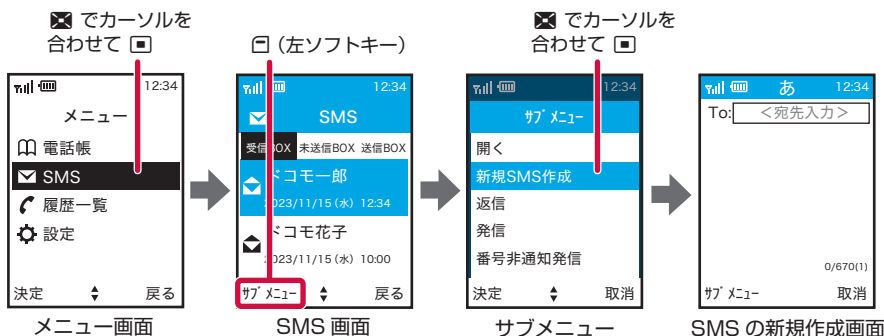 でカーソルを
合わせて
12:34
メニュー
電話帳
SMS
履歴一覧
設定
決定
戻る
メニュー画面
(左ソフトキー)
12:34
SMS
受信BOX 未送信BOX 送信BOX
ドコモ一郎
2023/11/15(水) 12:34
ドコモ花子
2023/11/15(水) 10:00
サブメニュー
戻る
SMS 画面
でカーソルを
合わせて
12:34
サブメニュー
開く
新規SMS作成
返信
発信
番号非通知発信
決定
取消
サブメニュー
あ 12:34
To: <宛先入力>
0/670(1)
サブメニュー
取消
SMS の新規作成画面